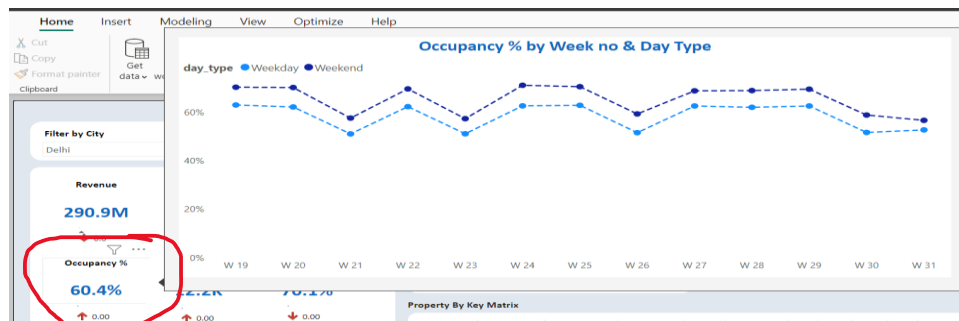 Home Insert Modeling View Optimize Help
Cut
Copy
Format painter
Clipboard
Get
data
Occupancy % by Week no & Day Type
day_type Weekday Weekend
60%
40%
20%
0%
W 19 W 20 W 21 W 22 W 23 W 24 W 25 W 26 W 27 W 28 W 29 W 30 W 31
Filter by City
Delhi
Revenue
290.9M
Occupancy %
60.4%
0.00
0.00
0.00
Property By Key Matrix